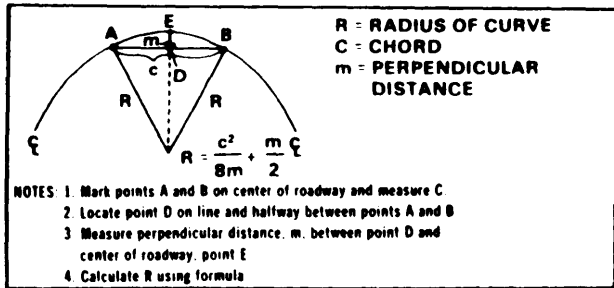 E
A
B
m
D
c
R
R
℄
℄
R = c²/8m + m/2
R = RADIUS OF CURVE
C = CHORD
m = PERPENDICULAR
DISTANCE
NOTES: 1. Mark points A and B on center of roadway and measure C
2. Locate point D on line and halfway between points A and B
3 Measure perpendicular distance, m, between point D and
center of roadway, point E
4. Calculate R using formula